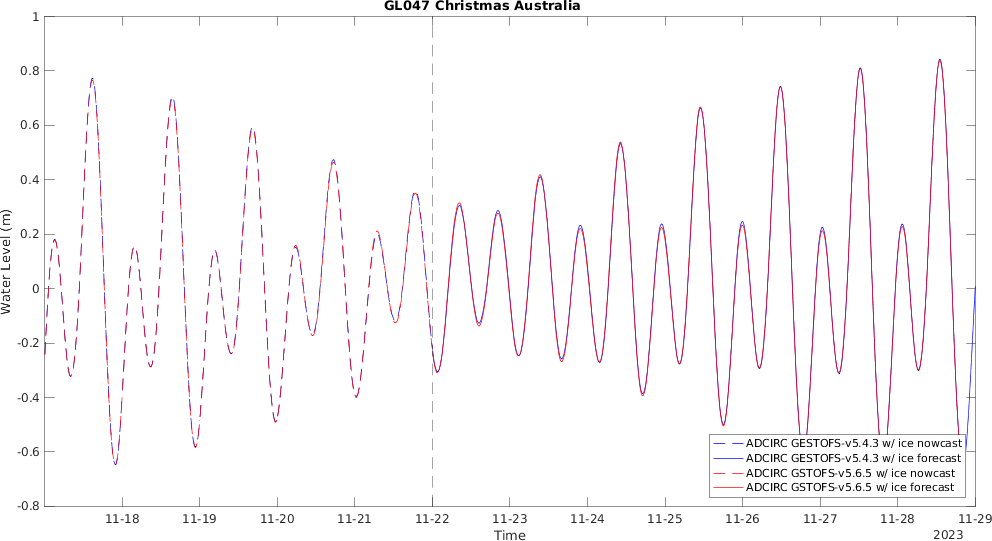 GL047 Christmas Australia
1
0.8
0.6
0.4
0.2
0
-0.2
-0.4
-0.6
-0.8
Water Level (m)
ADCIRC GESTOFS-v5.4.3 w/ ice nowcast
ADCIRC GESTOFS-v5.4.3 w/ ice forecast
ADCIRC GSTOFS-v5.6.5 w/ ice nowcast
ADCIRC GSTOFS-v5.6.5 w/ ice forecast
11-18 11-19 11-20 11-21 11-22 11-23 11-24 11-25 11-26 11-27 11-28 11-29
Time
2023